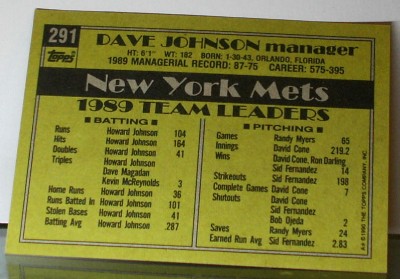 291
TOPPS
DAVE JOHNSON manager
HT: 6'1" WT: 182 BORN: 1-30-43, ORLANDO, FLORIDA
1989 MANAGERIAL RECORD: 87-75 CAREER: 575-395
New York Mets
1989 TEAM LEADERS
BATTING
Runs Howard Johnson 104
Hits Howard Johnson 164
Doubles Howard Johnson 41
Triples Howard Johnson
Dave Magadan
Kevin McReynolds 3
Home Runs Howard Johnson 36
Runs Batted In Howard Johnson 101
Stolen Bases Howard Johnson 41
Batting Avg Howard Johnson .287
PITCHING
Games Randy Myers 65
Innings David Cone 219.2
Wins David Cone, Ron Darling
Sid Fernandez 14
Strikeouts Sid Fernandez 198
Complete Games David Cone 7
Shutouts David Cone
Sid Fernandez
Bob Ojeda 2
Saves Randy Myers 24
Earned Run Avg Sid Fernandez 2.83
© 1990 THE TOPPS COMPANY, INC.